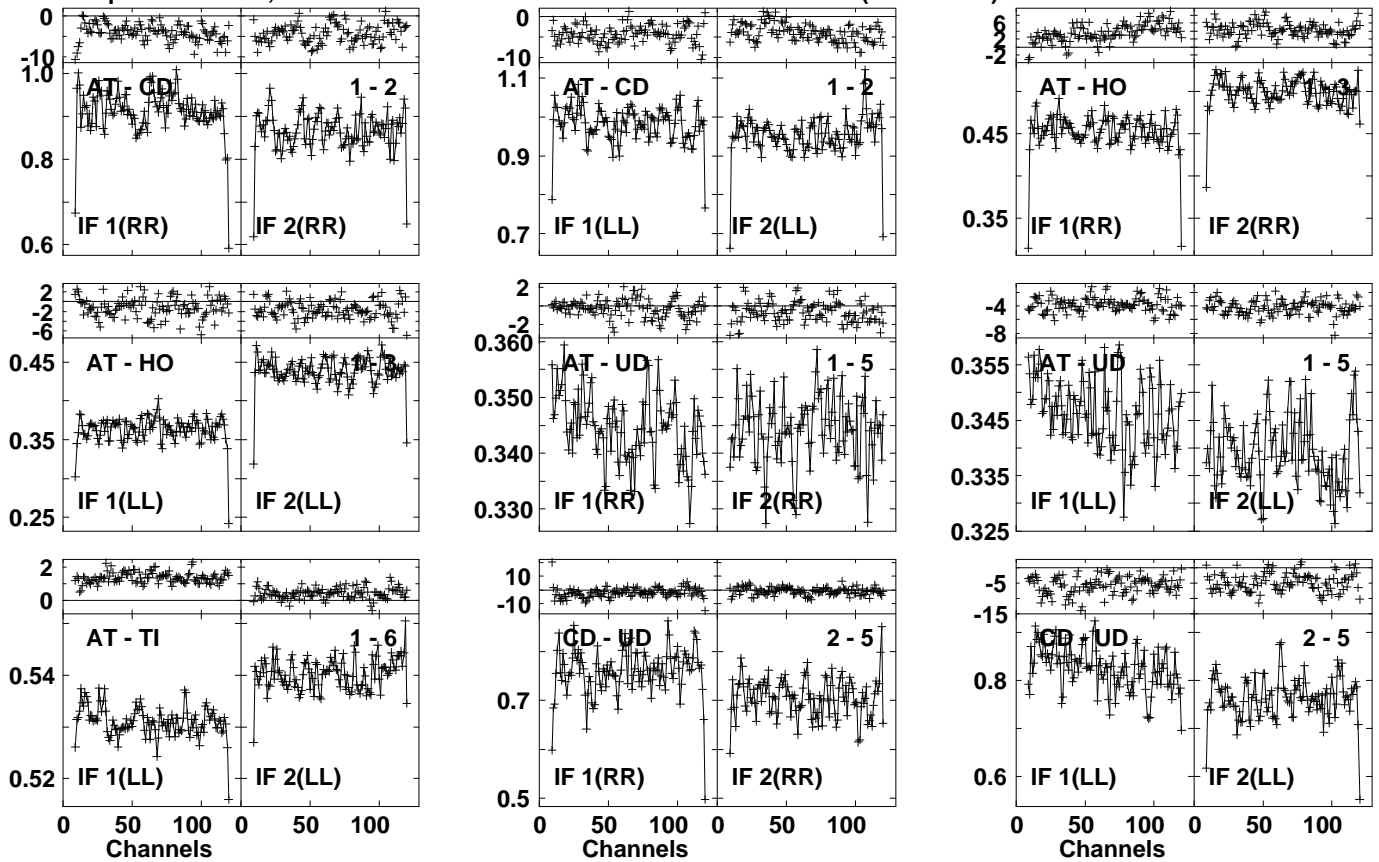 0
-10
1.0
0.8
0.6
AT - CD
1 - 2
IF 1(RR)
IF 2(RR)
0
-10
1.1
0.9
0.7
AT - CD
1 - 2
IF 1(LL)
IF 2(LL)
6
2
-2
0.45
0.35
AT - HO
1 - 3
IF 1(RR)
IF 2(RR)
2
-2
-6
0.45
0.35
0.25
AT - HO
1 - 3
IF 1(LL)
IF 2(LL)
2
-2
0.360
0.350
0.340
0.330
AT - UD
1 - 5
IF 1(RR)
IF 2(RR)
-4
-8
0.355
0.345
0.335
0.325
AT - UD
1 - 5
IF 1(LL)
IF 2(LL)
2
0
0.54
0.52
AT - TI
1 - 6
IF 1(LL)
IF 2(LL)
0 50 100 0 50 100
Channels
10
-10
0.7
0.5
CD - UD
2 - 5
IF 1(RR)
IF 2(RR)
0 50 100 0 50 100
Channels
-5
-15
0.8
0.6
CD - UD
2 - 5
IF 1(LL)
IF 2(LL)
0 50 100 0 50 100
Channels